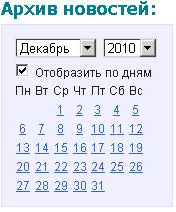 Архив новостей:
Декабрь 2010
Отобразить по дням
Пн Вт Ср Чт Пт Сб Вс
1 2 3 4 5
6 7 8 9 10 11 12
13 14 15 16 17 18 19
20 21 22 23 24 25 26
27 28 29 30 31